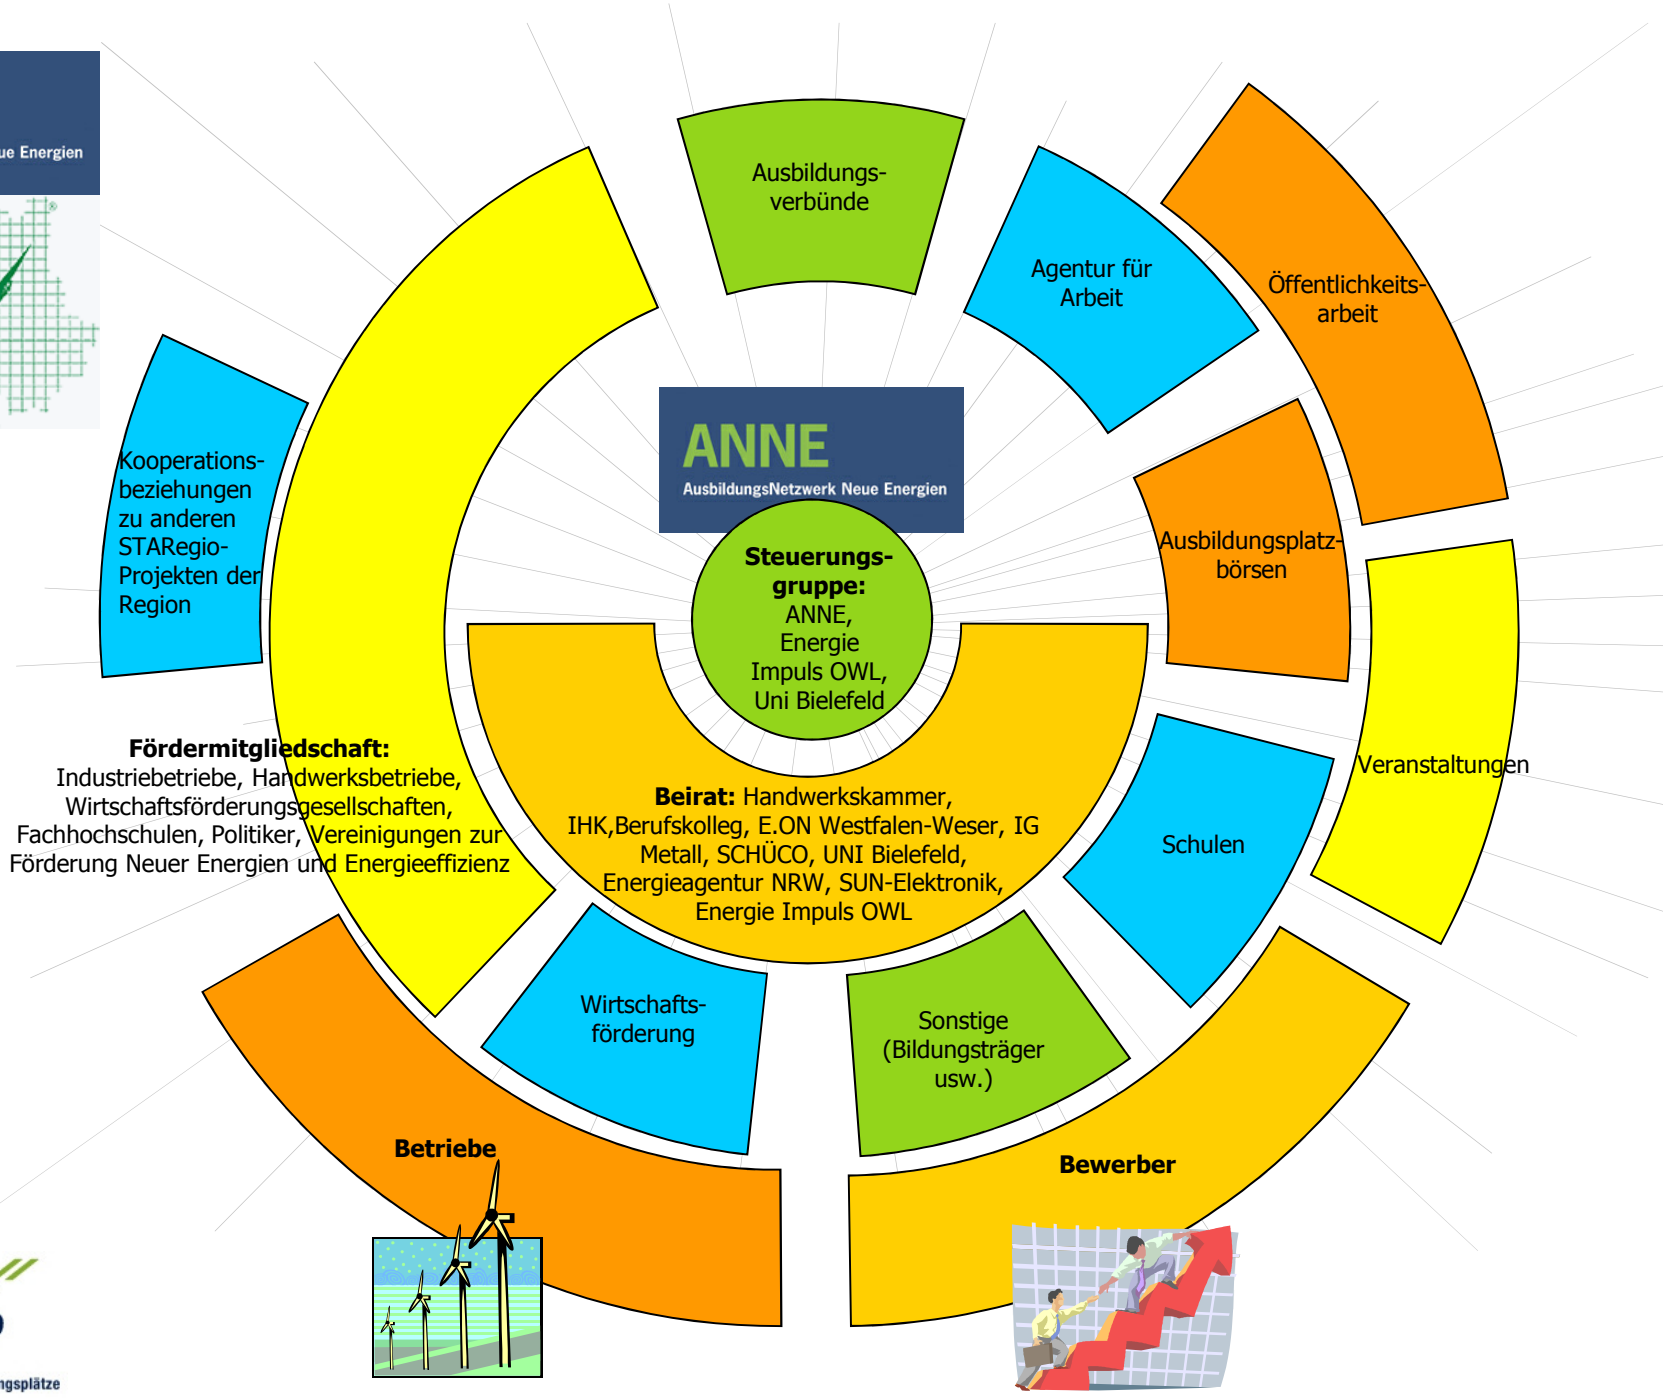 ue Energien
®
Ausbildungs-
verbünde
Agentur für
Arbeit
Öffentlichkeits-
arbeit
Kooperations-
beziehungen
zu anderen
STARegio-
Projekten der
Region
ANNE
AusbildungsNetzwerk Neue Energien
Steuerungs-
gruppe:
ANNE,
Energie
Impuls OWL,
Uni Bielefeld
Ausbildungsplatz-
börsen
Fördermitgliedschaft:
Industriebetriebe, Handwerksbetriebe,
Wirtschaftsförderungsgesellschaften,
Fachhochschulen, Politiker, Vereinigungen zur
Förderung Neuer Energien und Energieeffizienz
Beirat: Handwerkskammer,
IHK,Berufskolleg, E.ON Westfalen-Weser, IG
Metall, SCHÜCO, UNI Bielefeld,
Energieagentur NRW, SUN-Elektronik,
Energie Impuls OWL
Veranstaltungen
Schulen
Wirtschafts-
förderung
Sonstige
(Bildungsträger
usw.)
Betriebe
Bewerber
ngsplätze